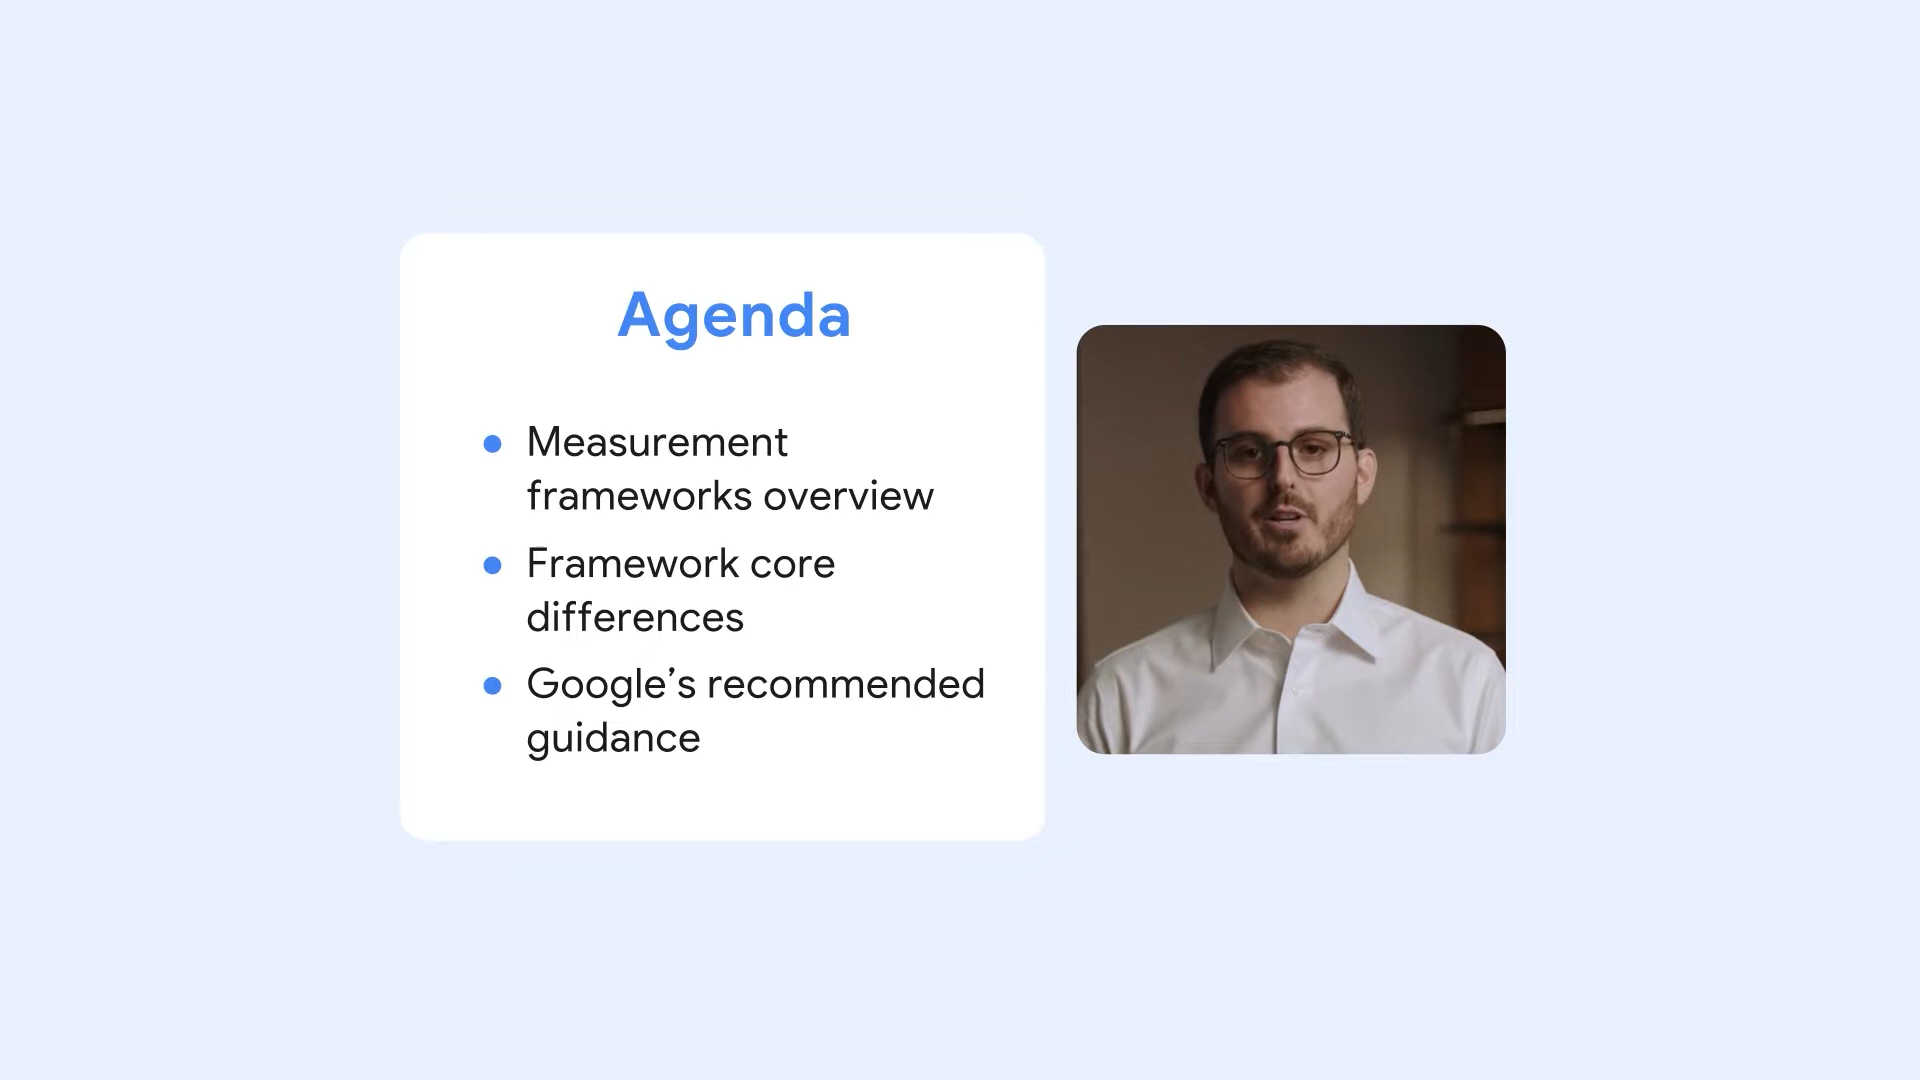 Agenda
Measurement
frameworks overview
Framework core
differences
Google’s recommended
guidance